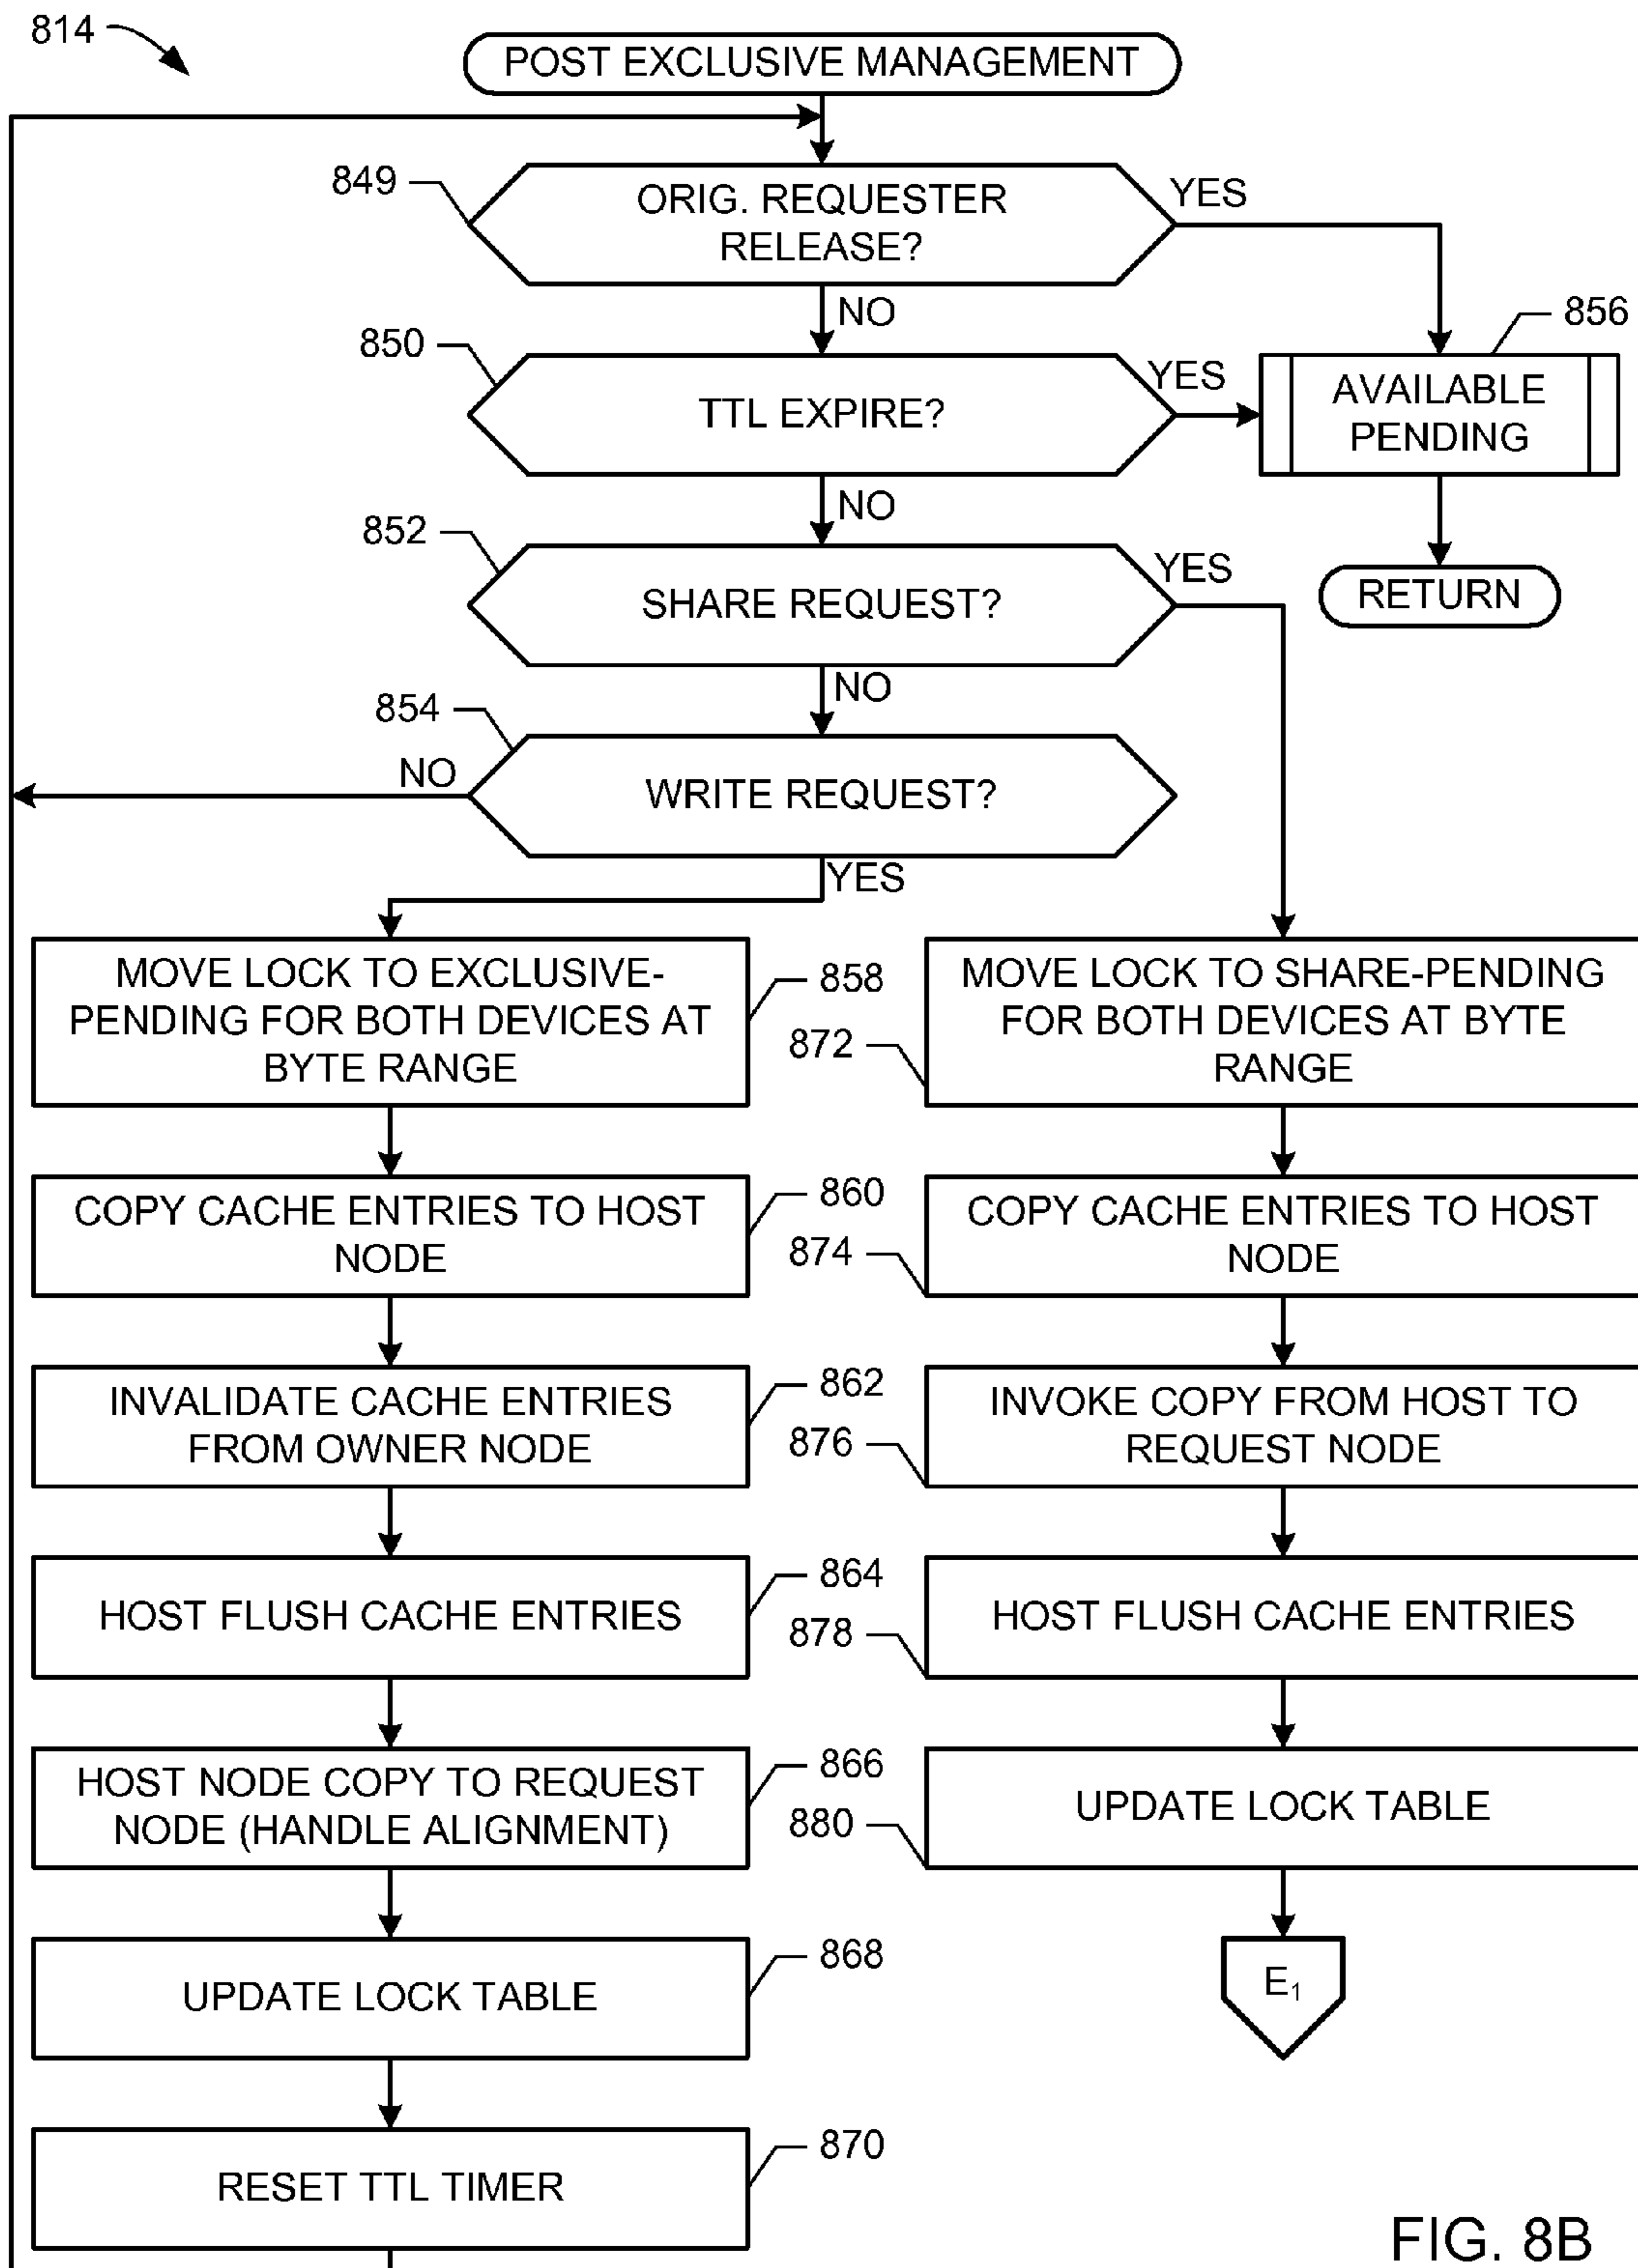 814
POST EXCLUSIVE MANAGEMENT
849
ORIG. REQUESTER
RELEASE?
YES
NO
850
TTL EXPIRE?
YES
856
AVAILABLE
PENDING
NO
852
SHARE REQUEST?
YES
RETURN
NO
854
WRITE REQUEST?
NO
YES
MOVE LOCK TO EXCLUSIVE-
PENDING FOR BOTH DEVICES AT
BYTE RANGE
858
872
MOVE LOCK TO SHARE-PENDING
FOR BOTH DEVICES AT BYTE
RANGE
COPY CACHE ENTRIES TO HOST
NODE
860
874
COPY CACHE ENTRIES TO HOST
NODE
INVALIDATE CACHE ENTRIES
FROM OWNER NODE
862
876
INVOKE COPY FROM HOST TO
REQUEST NODE
HOST FLUSH CACHE ENTRIES
864
878
HOST FLUSH CACHE ENTRIES
HOST NODE COPY TO REQUEST
NODE (HANDLE ALIGNMENT)
866
880
UPDATE LOCK TABLE
UPDATE LOCK TABLE
868
E₁
RESET TTL TIMER
870
FIG. 8B